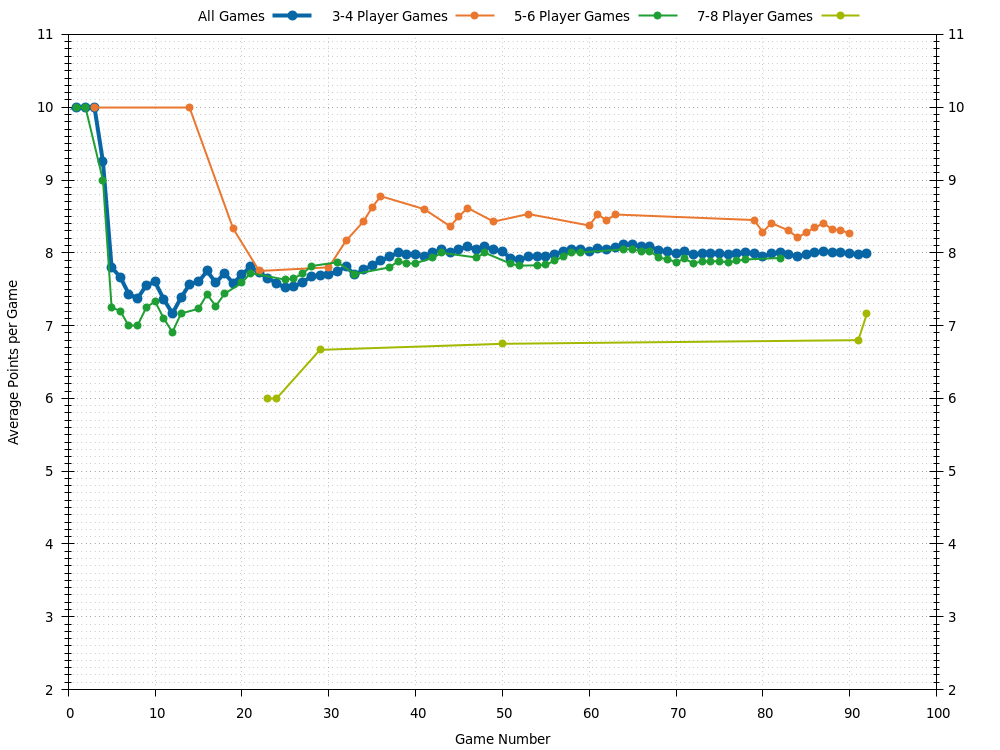 All Games 3-4 Player Games 5-6 Player Games 7-8 Player Games
11 11
10 10
9 9
8 8
7 7
6 6
5 5
4 4
3 3
2 2
Average Points per Game
0 10 20 30 40 50 60 70 80 90 100
Game Number